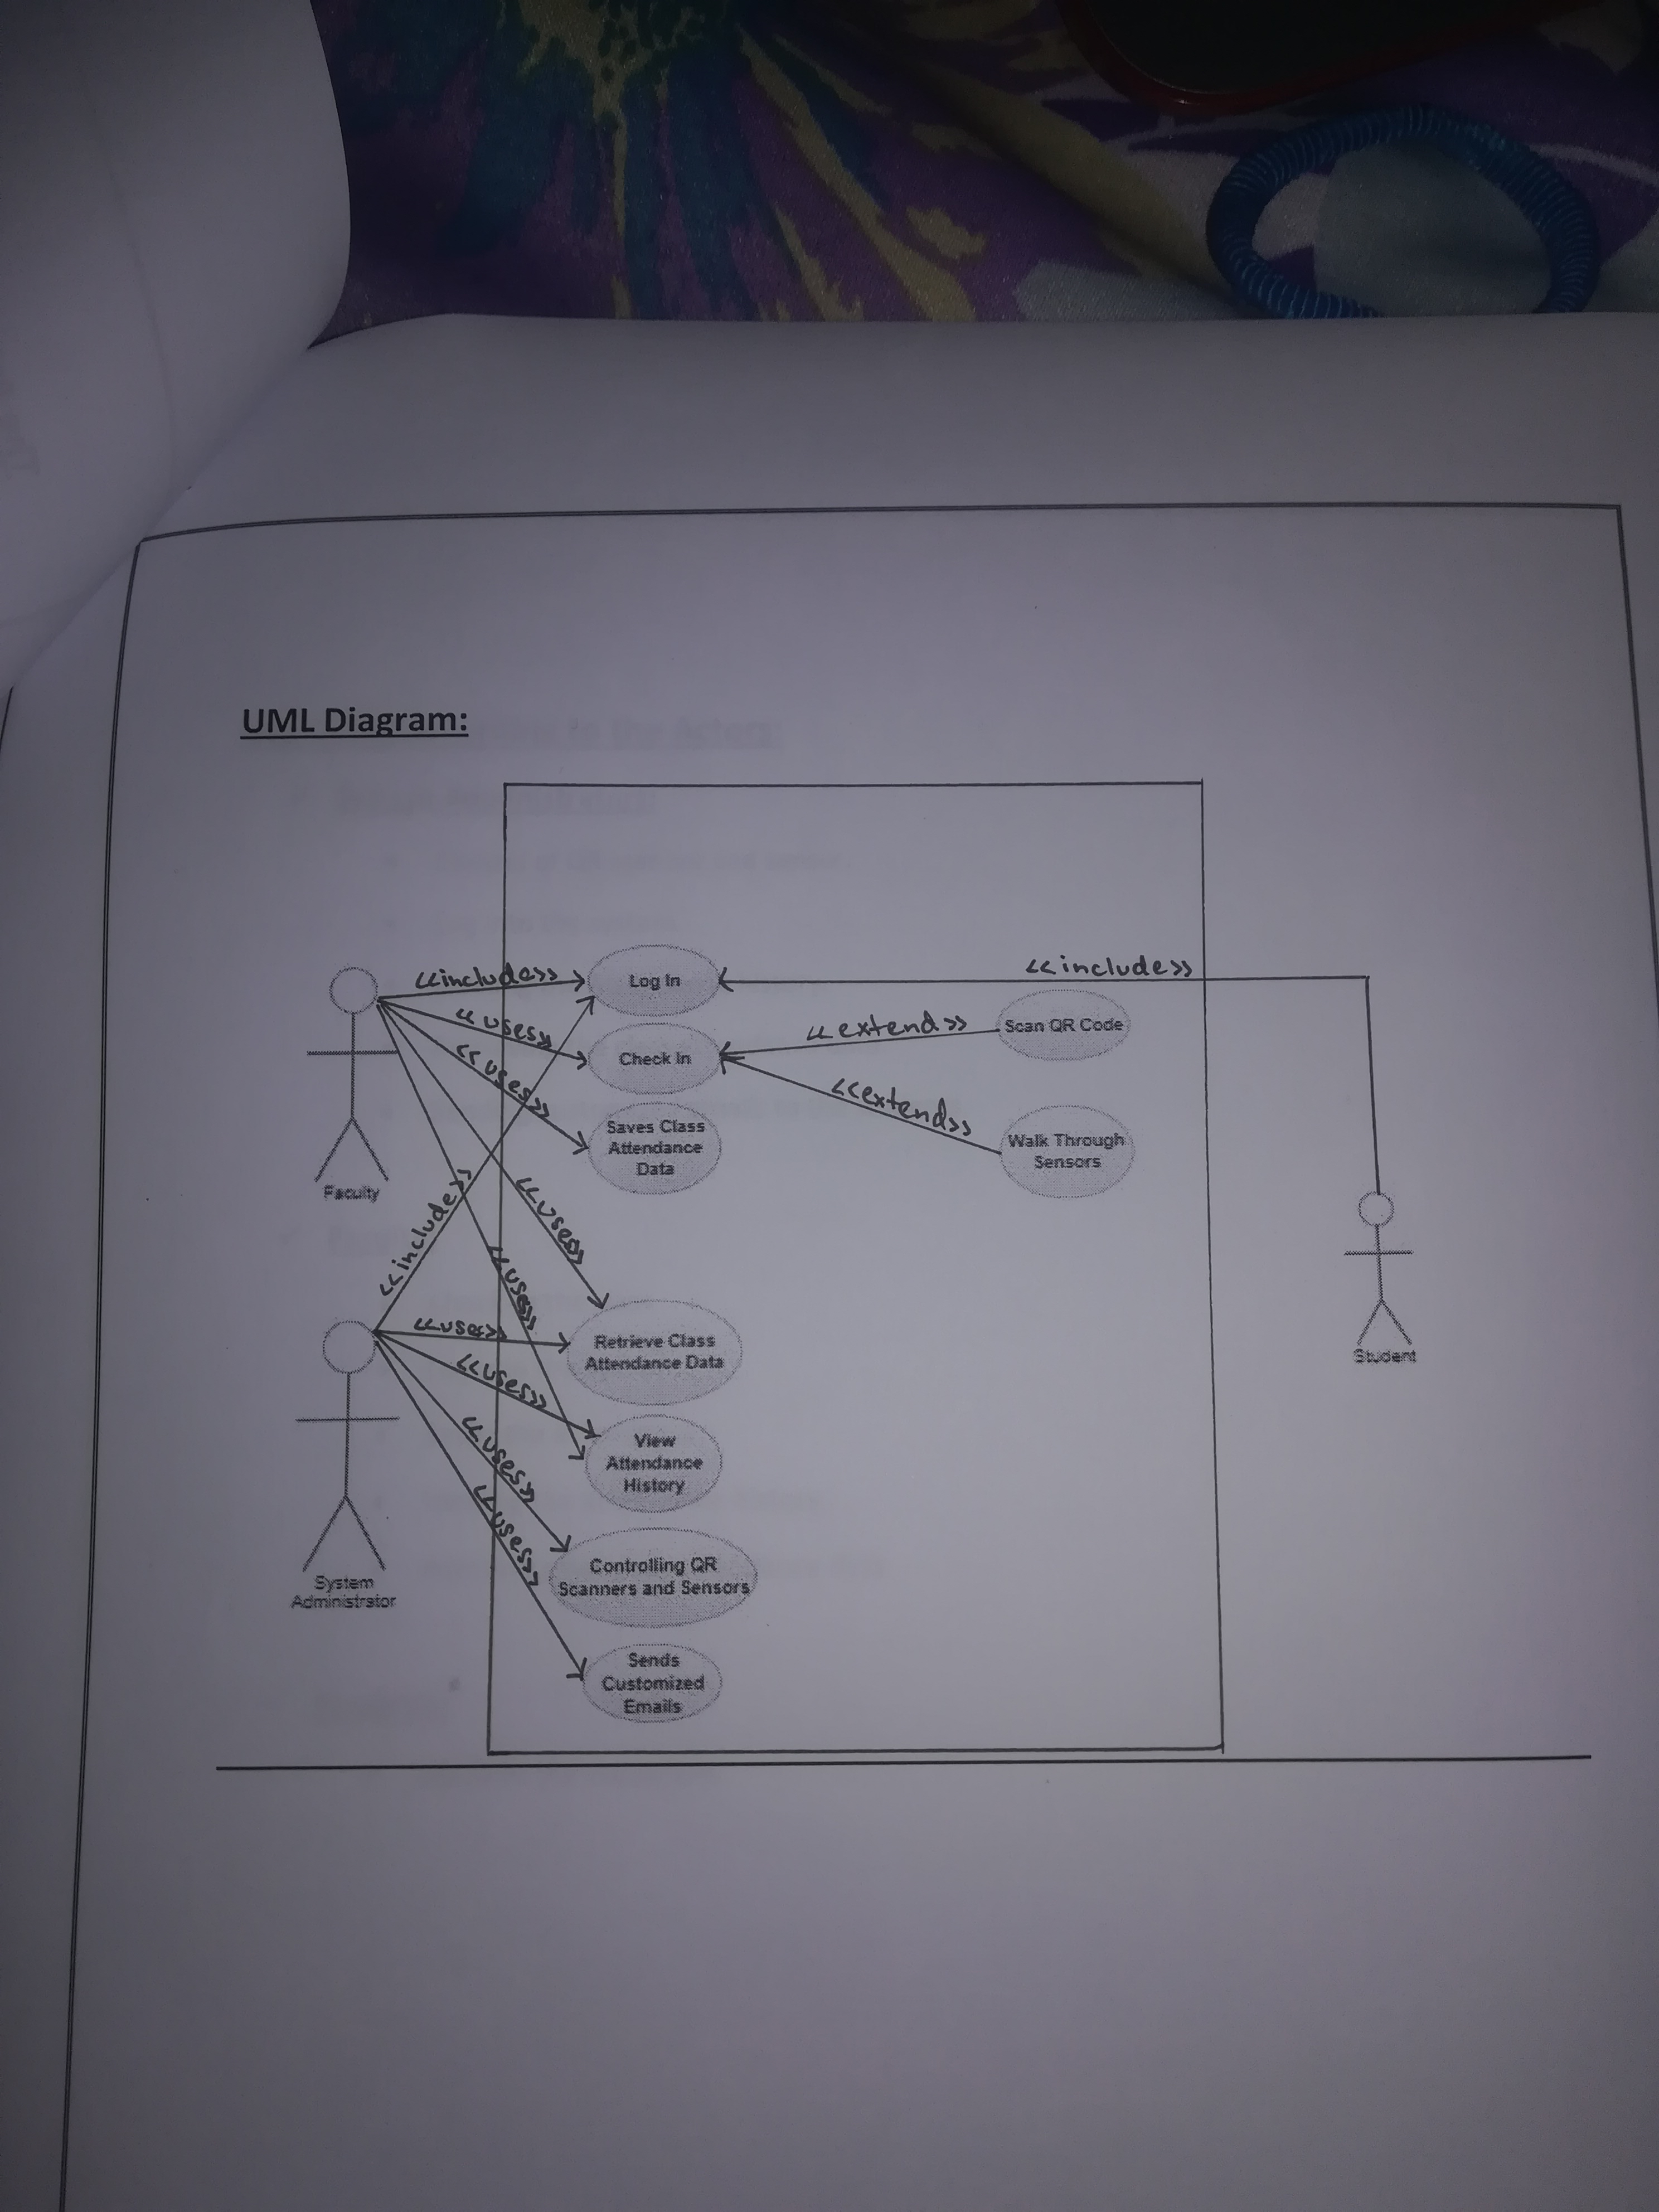 UML Diagram:
<<include>>
Log In
<<include>>
<<uses>>
Check In
<<extend>>
Scan QR Code
<<uses>>
Saves Class
Attendance
Data
<<extend>>
Walk Through
Sensors
Faculty
<<include>>
<<uses>>
<<uses>>
<<uses>>
Retrieve Class
Attendance Data
Student
<<uses>>
View
Attendance
History
<<uses>>
<<uses>>
Controlling QR
Scanners and Sensors
System
Administrator
Sends
Customized
Emails